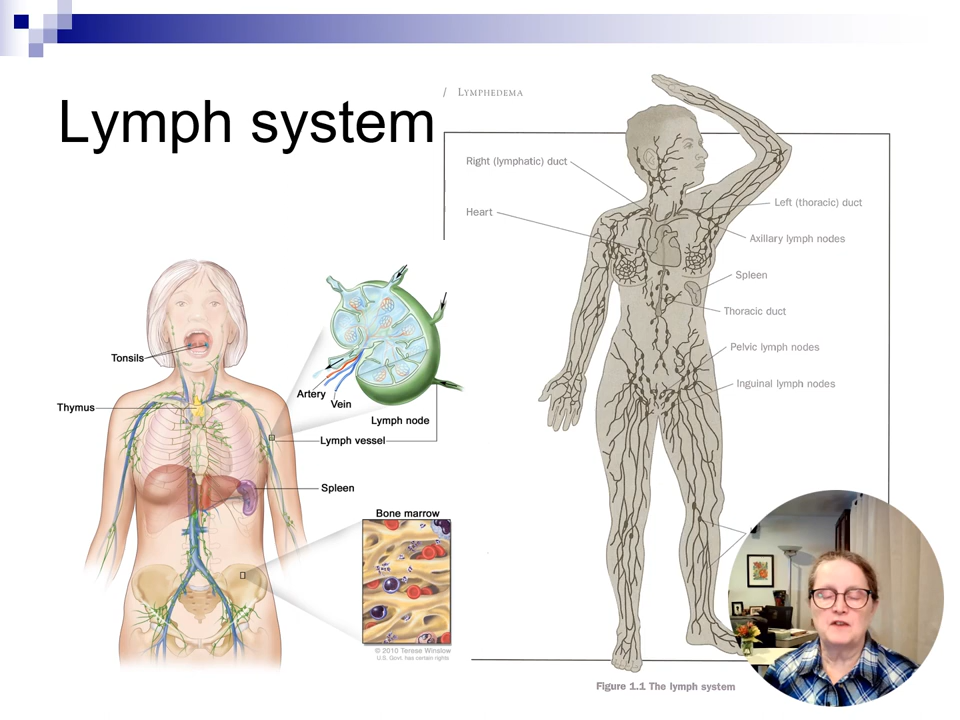 Lymph system
/ LYMPHEDEMA
Right (lymphatic) duct
Heart
Left (thoracic) duct
Axillary lymph nodes
Spleen
Thoracic duct
Pelvic lymph nodes
Inguinal lymph nodes
Tonsils
Thymus
Artery
Vein
Lymph node
Lymph vessel
Spleen
Bone marrow
© 2010 Terese Winslow
U.S. Govt. has certain rights
Figure 1.1 The lymph system